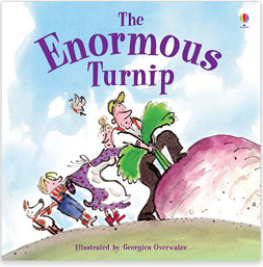 The
Enormous
Turnip
Illustrated by Georgien Overwater